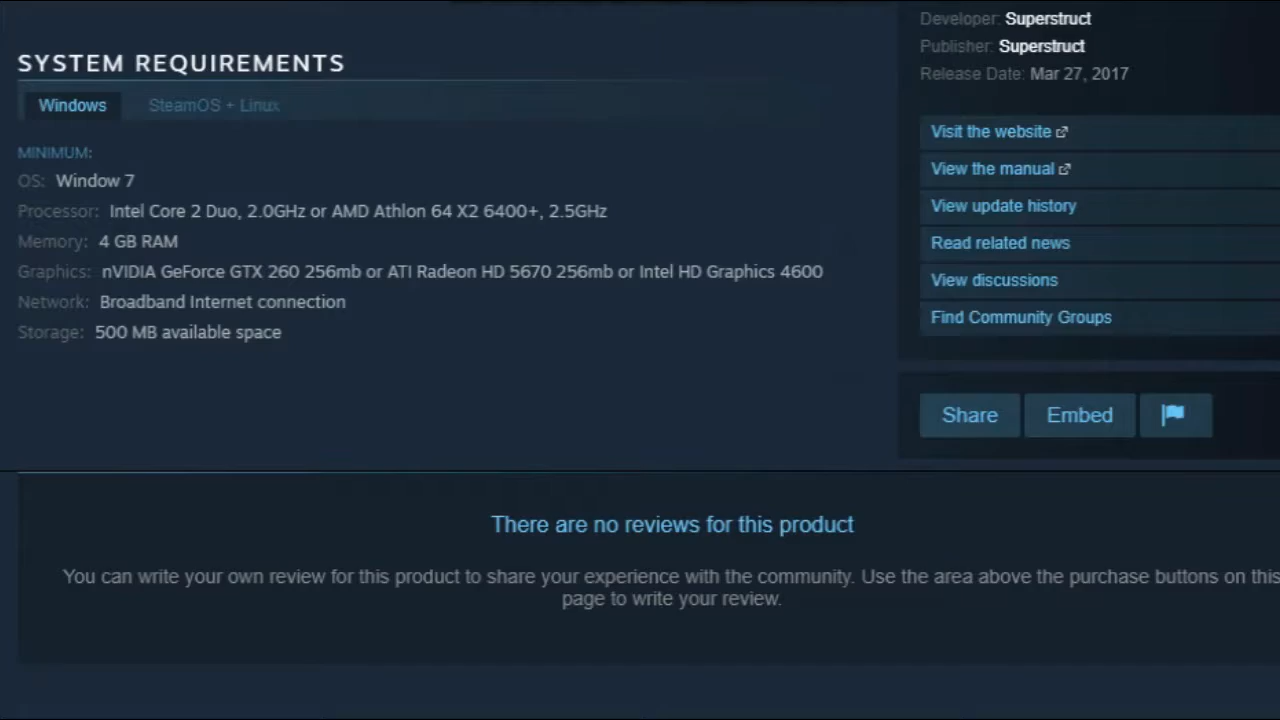 Developer: Superstruct
Publisher: Superstruct
Release Date: Mar 27, 2017
SYSTEM REQUIREMENTS
Windows
SteamOS + Linux
MINIMUM:
OS: Window 7
Processor: Intel Core 2 Duo, 2.0GHz or AMD Athlon 64 X2 6400+, 2.5GHz
Memory: 4 GB RAM
Graphics: nVIDIA GeForce GTX 260 256mb or ATI Radeon HD 5670 256mb or Intel HD Graphics 4600
Network: Broadband Internet connection
Storage: 500 MB available space
Visit the website
View the manual
View update history
Read related news
View discussions
Find Community Groups
Share
Embed
There are no reviews for this product
You can write your own review for this product to share your experience with the community. Use the area above the purchase buttons on this
page to write your review.